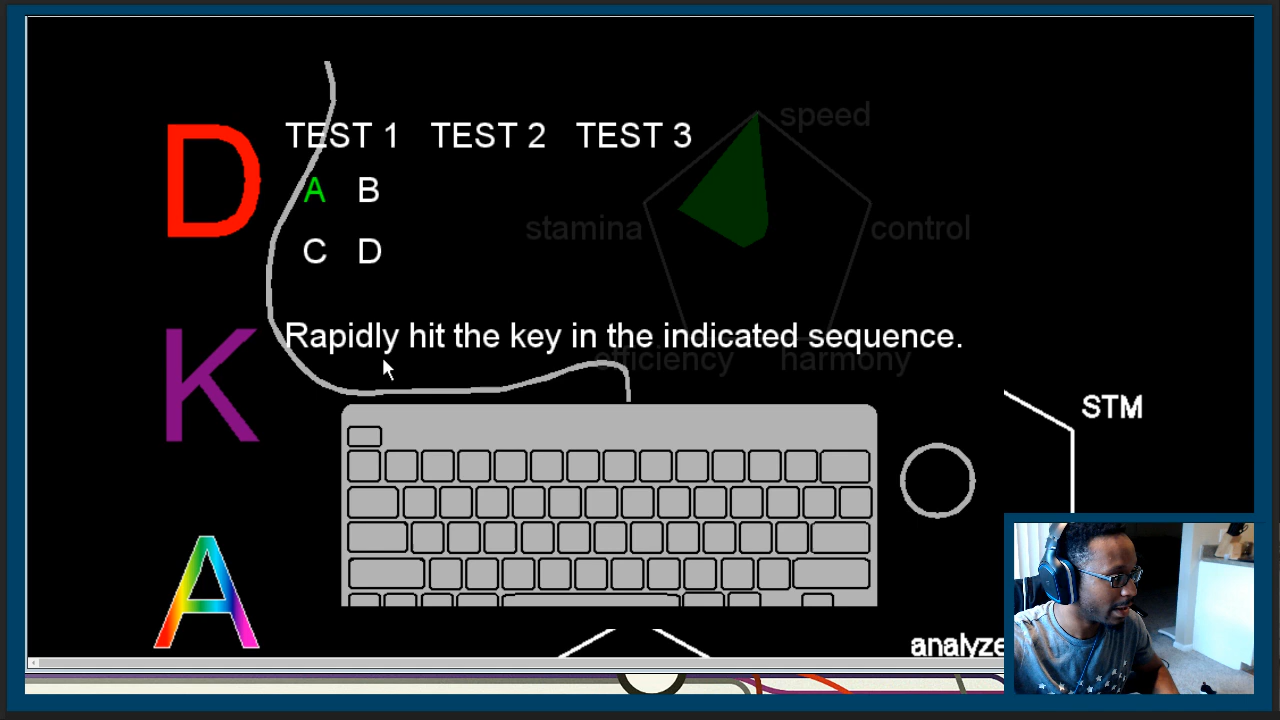 speed
D
TEST 1 TEST 2 TEST 3
A B
stamina
control
C D
Rapidly hit the key in the indicated sequence.
efficiency harmony
K
STM
A
analyze